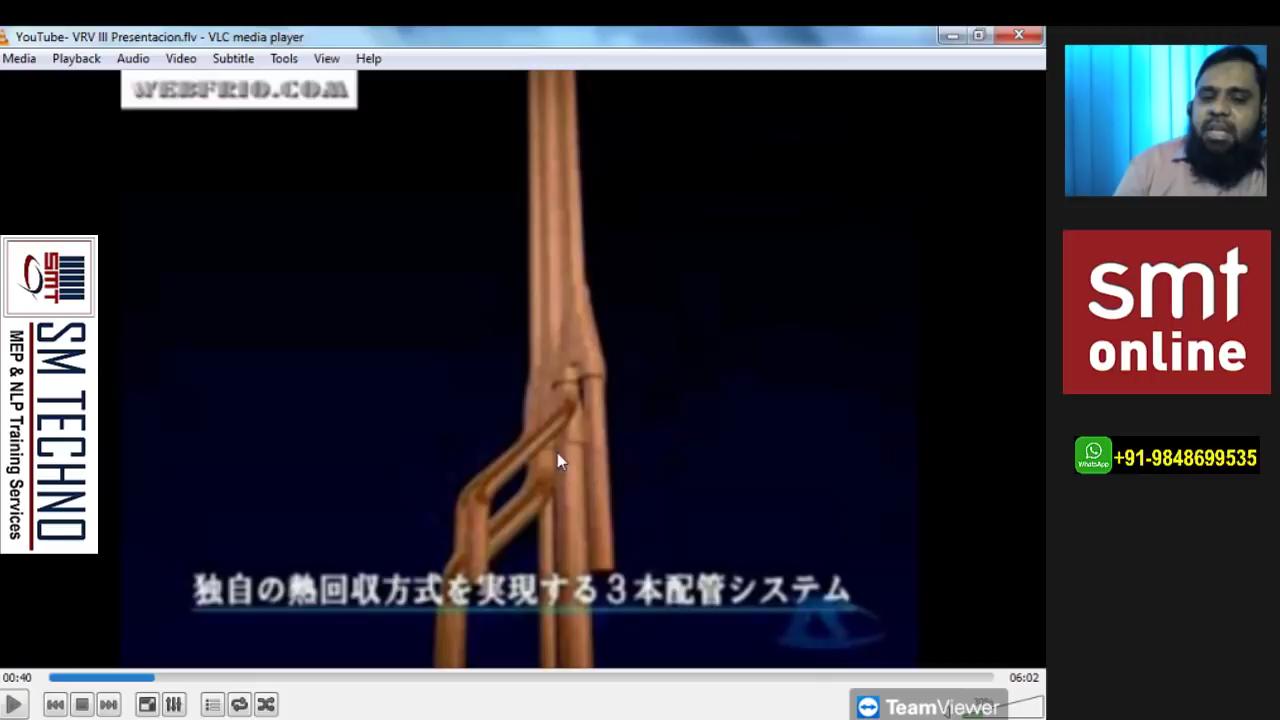 YouTube- VRV III Presentacion.flv - VLC media player
Media Playback Audio Video Subtitle Tools View Help
WEBFRIO.COM
独自の熱回収方式を実現する3本配管システム
00:40
06:02
TeamViewer
SMT
SM TECHNO
MEP & NLP Training Services
smt
online
WhatsApp
+91-9848699535